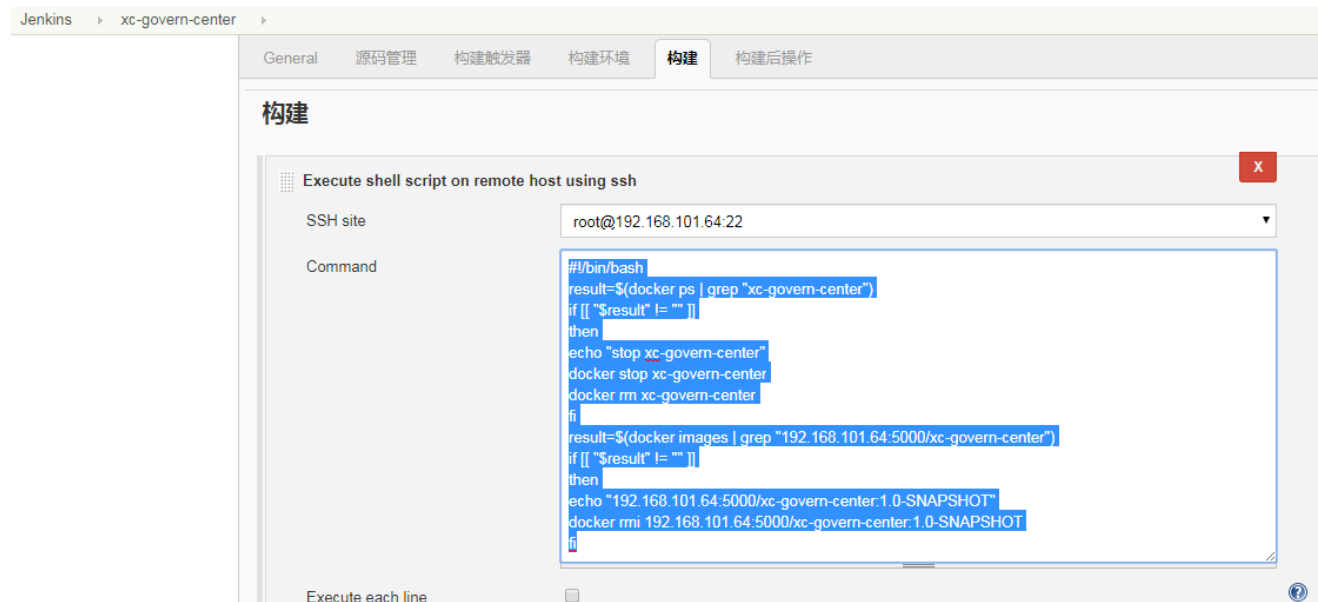 Jenkins xc-govern-center
General 源码管理 构建触发器 构建环境 构建 构建后操作
构建
X
Execute shell script on remote host using ssh
SSH site root@192.168.101.64:22
Command
#!/bin/bash
result=$(docker ps | grep "xc-govern-center")
if [[ "$result" != "" ]]
then
echo "stop xc-govern-center"
docker stop xc-govern-center
docker rm xc-govern-center
fi
result=$(docker images | grep "192.168.101.64:5000/xc-govern-center")
if [[ "$result" != "" ]]
then
echo "192.168.101.64:5000/xc-govern-center:1.0-SNAPSHOT"
docker rmi 192.168.101.64:5000/xc-govern-center:1.0-SNAPSHOT
fi
Execute each line